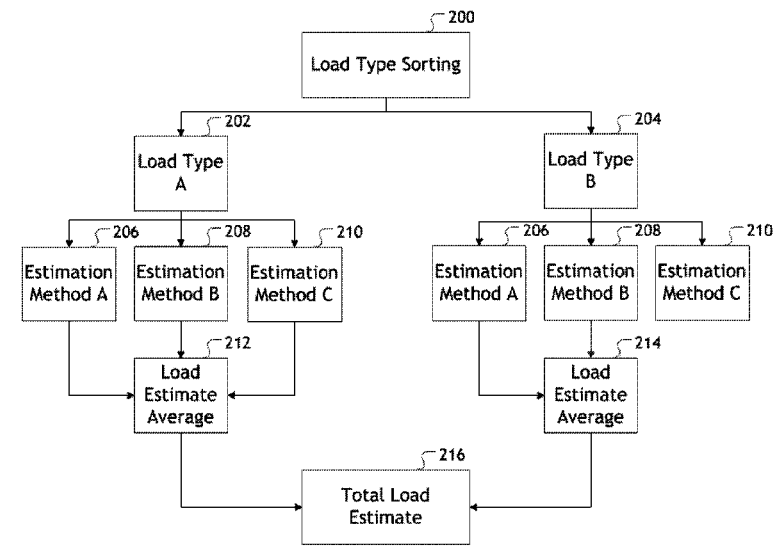 200
Load Type Sorting
202
204
Load Type
A
Load Type
B
206
208
210
206
208
210
Estimation
Method A
Estimation
Method B
Estimation
Method C
Estimation
Method A
Estimation
Method B
Estimation
Method C
212
214
Load
Estimate
Average
Load
Estimate
Average
216
Total Load
Estimate